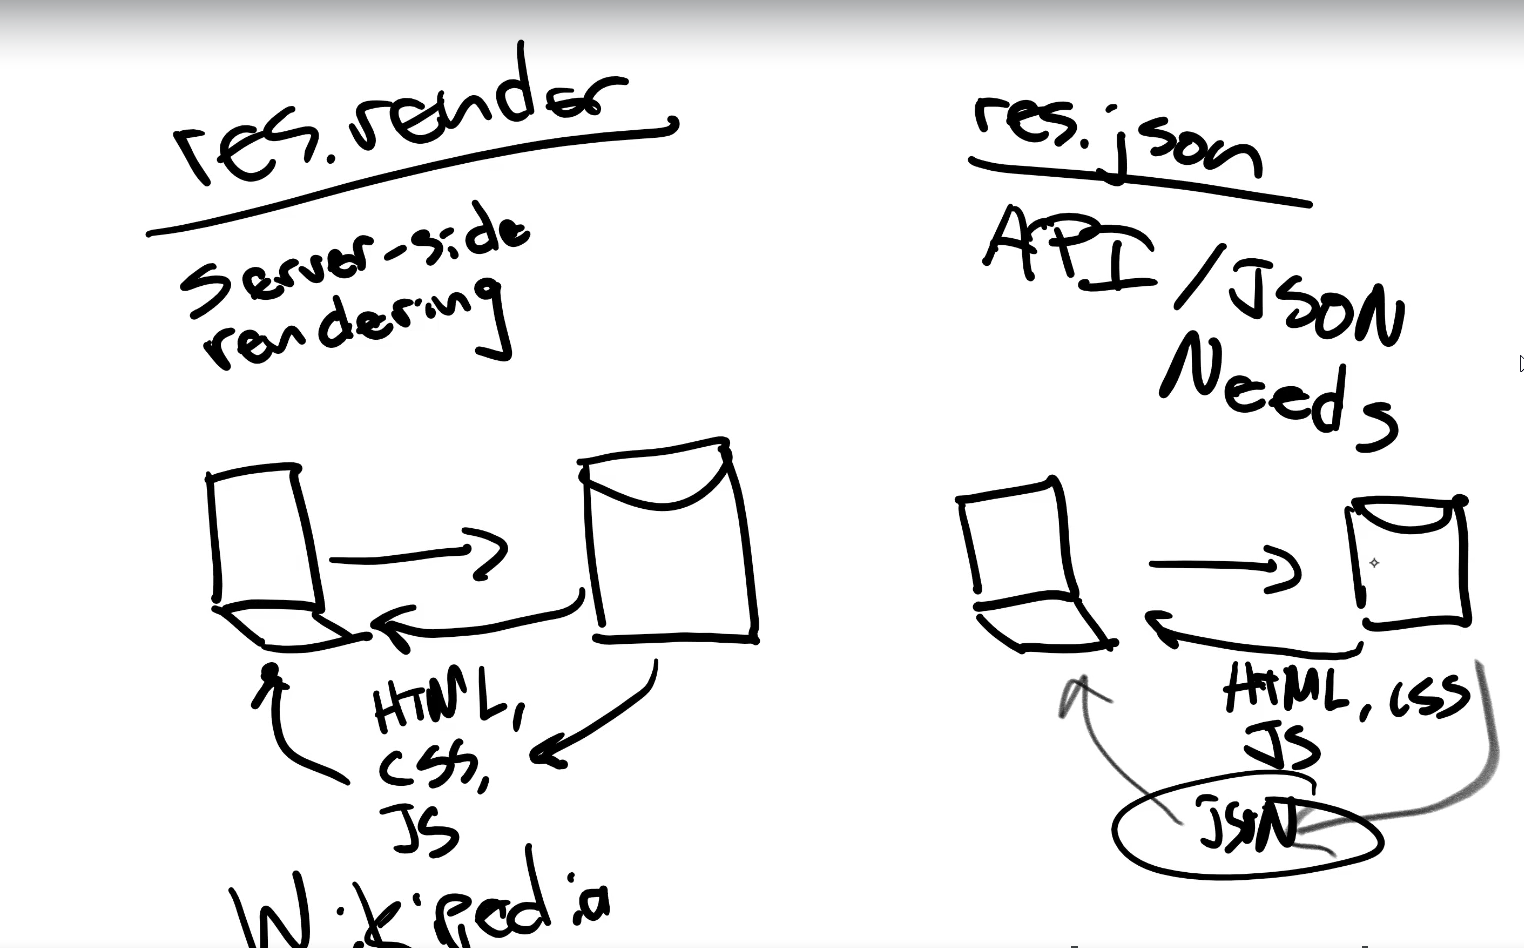 res.render
server-side
rendering
HTML,
CSS,
JS
Wikipedia
res.json
API/JSON
Needs
HTML, CSS
JS
JSON